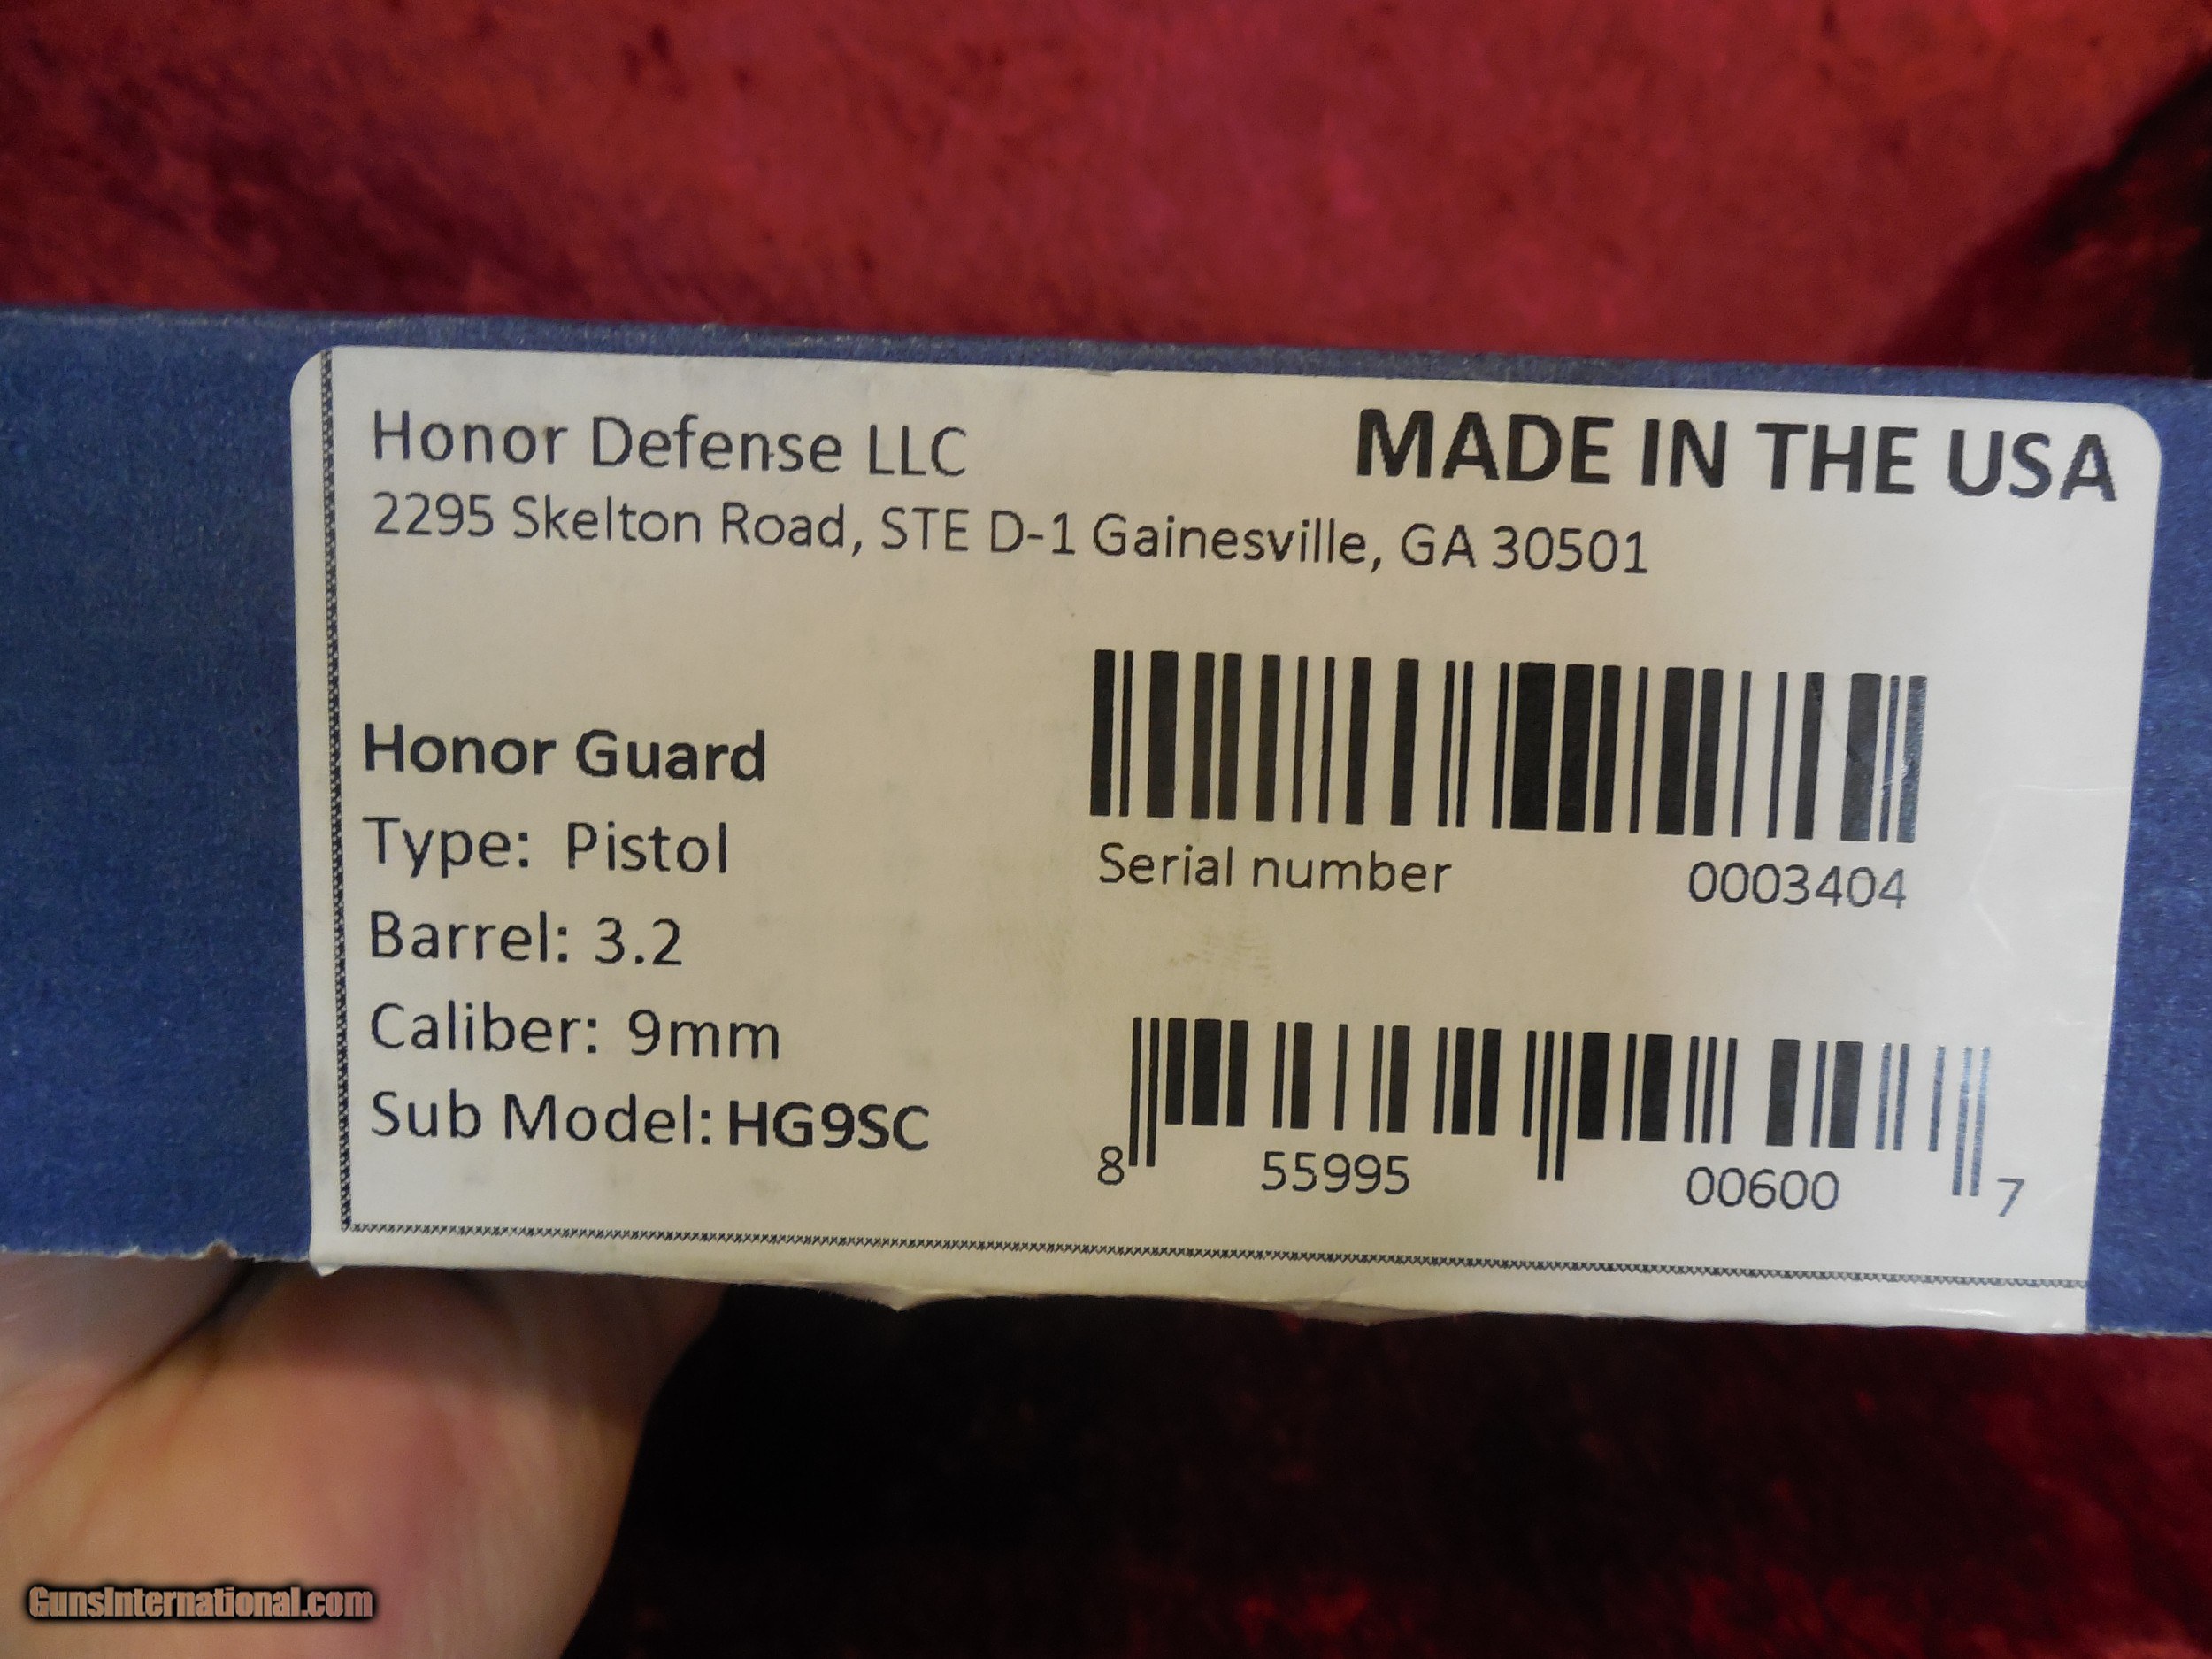 Honor Defense LLC
MADE IN THE USA
2295 Skelton Road, STE D-1 Gainesville, GA 30501
Honor Guard
Type: Pistol
Barrel: 3.2
Caliber: 9mm
Sub Model: HG9SC
Serial number 0003404
8 55995 00600 7
GunsInternational.com